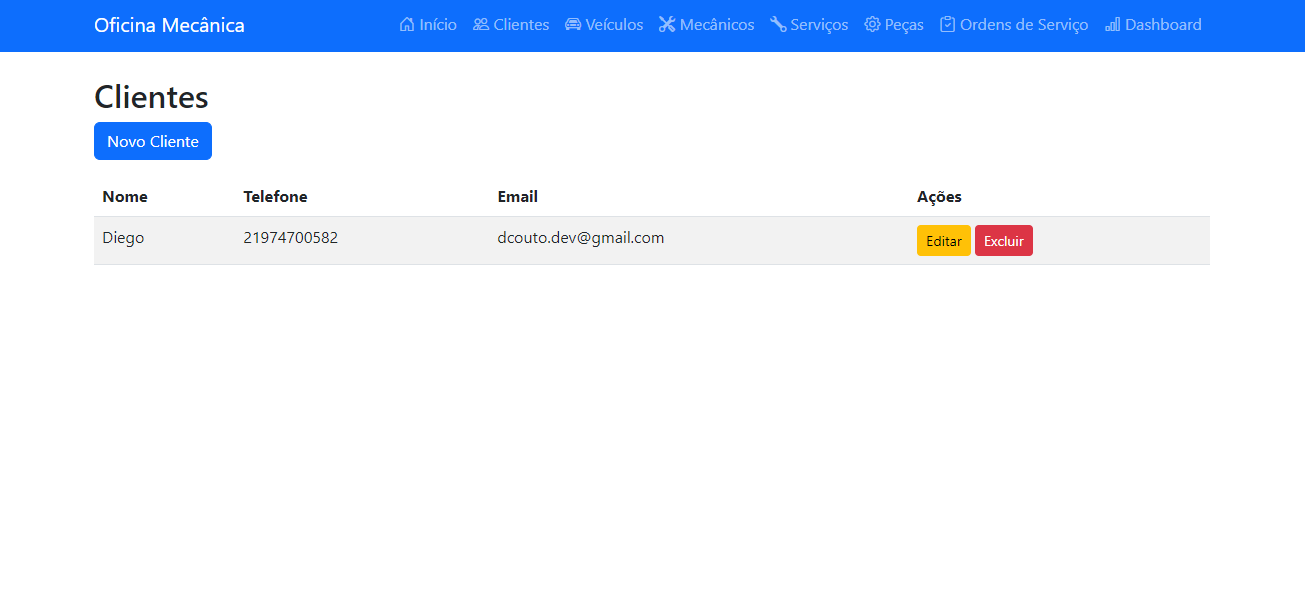 Oficina Mecânica Início Clientes Veículos Mecânicos Serviços Peças Ordens de Serviço Dashboard
Clientes
Novo Cliente
Nome Telefone Email Ações
Diego 21974700582 dcouto.dev@gmail.com Editar Excluir